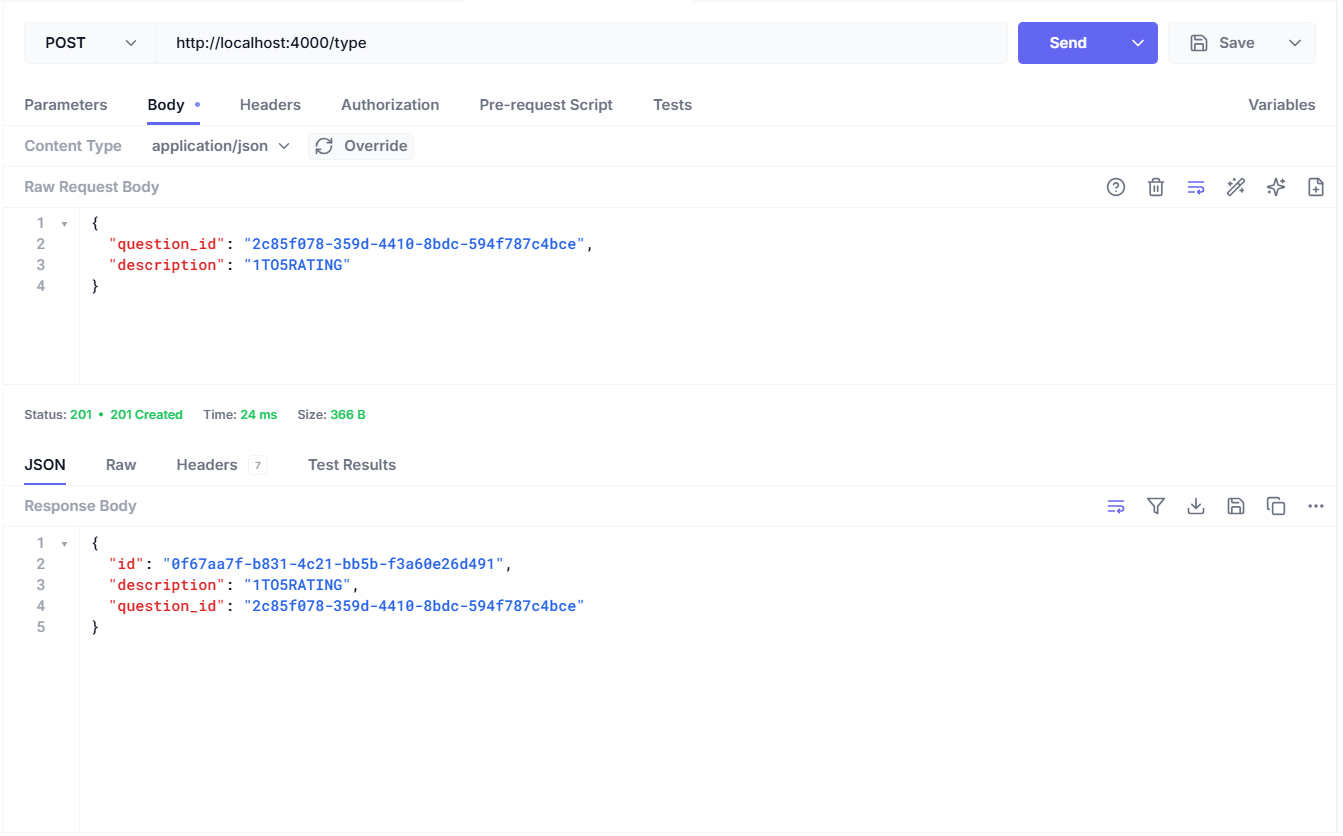 POST http://localhost:4000/type Send Save
Parameters Body Headers Authorization Pre-request Script Tests Variables
Content Type application/json Override
Raw Request Body
1 {
2 "question_id": "2c85f078-359d-4410-8bdc-594f787c4bce",
3 "description": "1TO5RATING"
4 }
Status: 201 • 201 Created Time: 24 ms Size: 366 B
JSON Raw Headers 7 Test Results
Response Body
1 {
2 "id": "0f67aa7f-b831-4c21-bb5b-f3a60e26d491",
3 "description": "1TO5RATING",
4 "question_id": "2c85f078-359d-4410-8bdc-594f787c4bce"
5 }